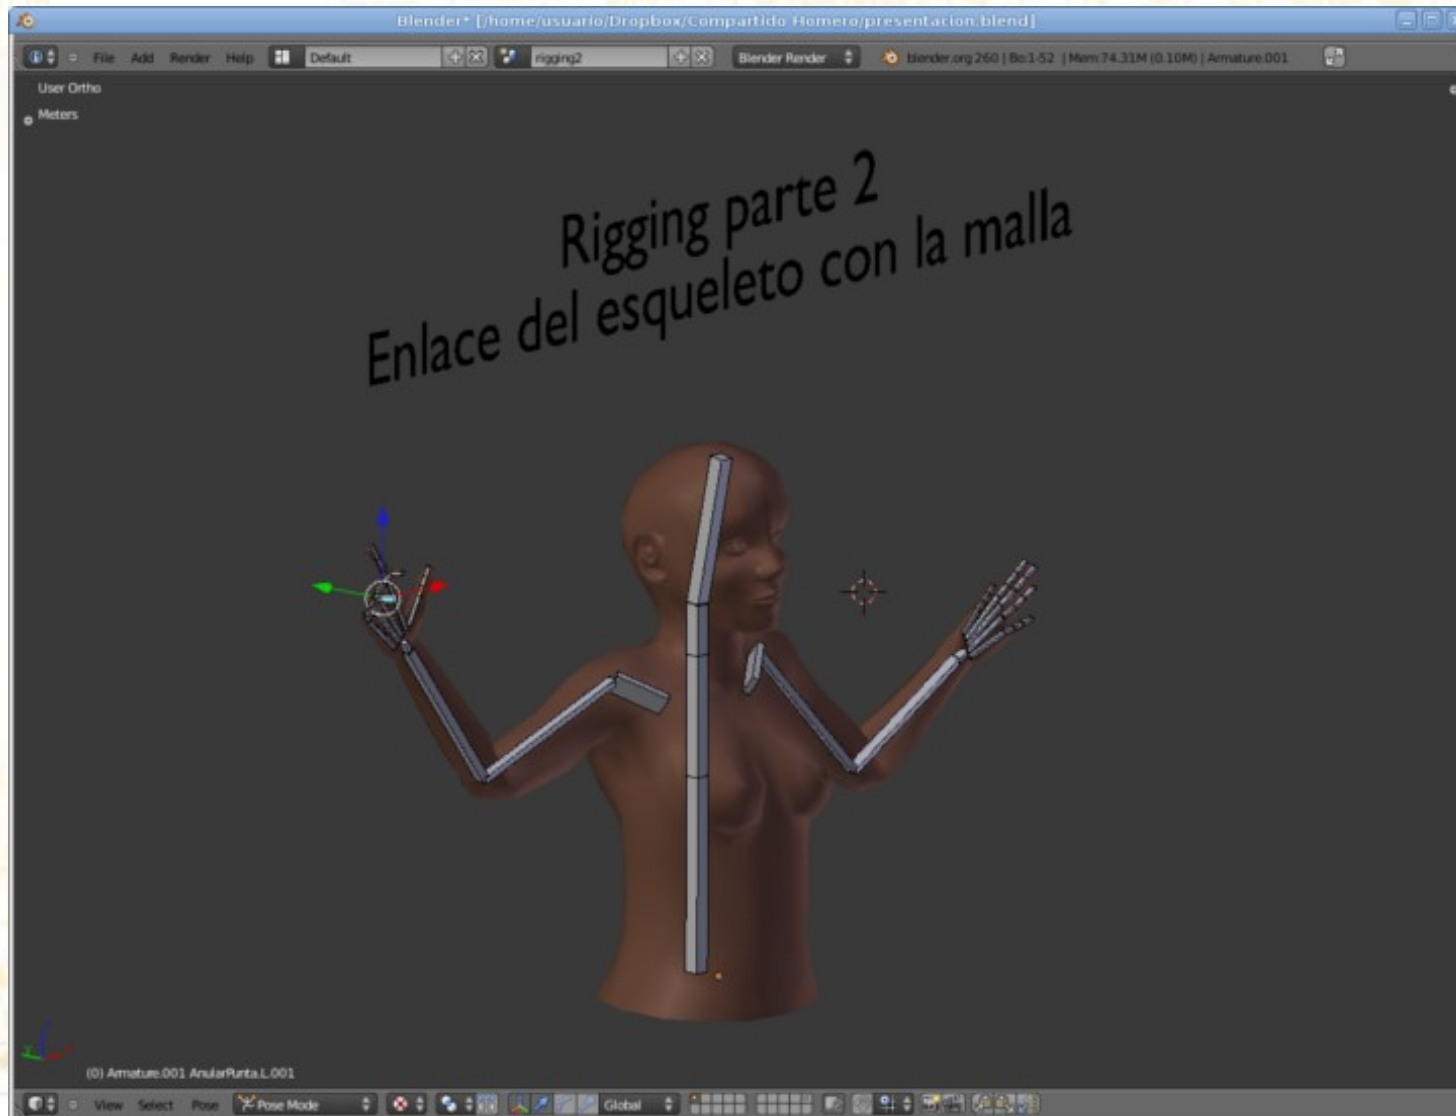 Blender* [/home/usuario/Dropbox/Compartido Homero/presentacion.blend]
File Add Render Help Default rigging2 Blender Render blender.org 260 | Bo:1-52 | Mem:74.31M (0.10M) | Armature.001
User Ortho
Meters
Rigging parte 2
Enlace del esqueleto con la malla
(0) Armature.001 AnularPunta.L.001
View Select Pose Pose Mode Global